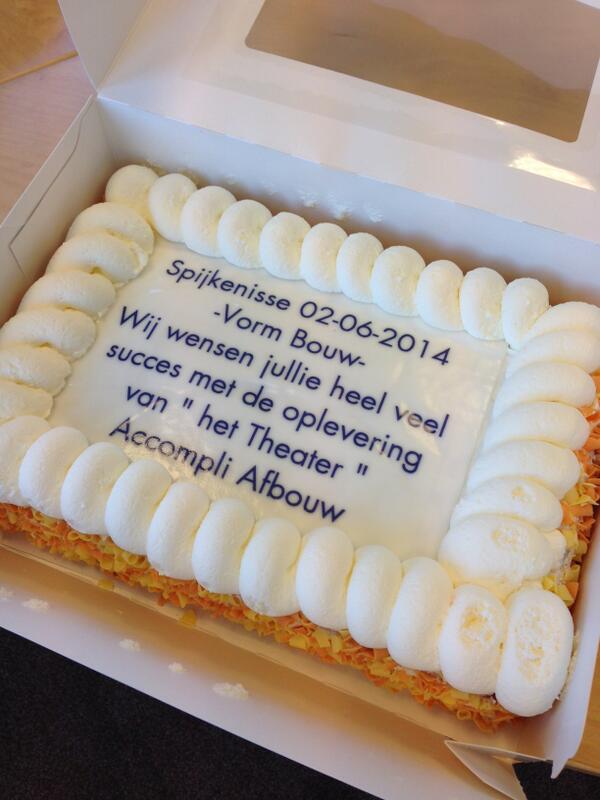 Spijkenisse 02-06-2014
-Vorm Bouw-
Wij wensen jullie heel veel
succes met de oplevering
van " het Theater "
Accompli Afbouw